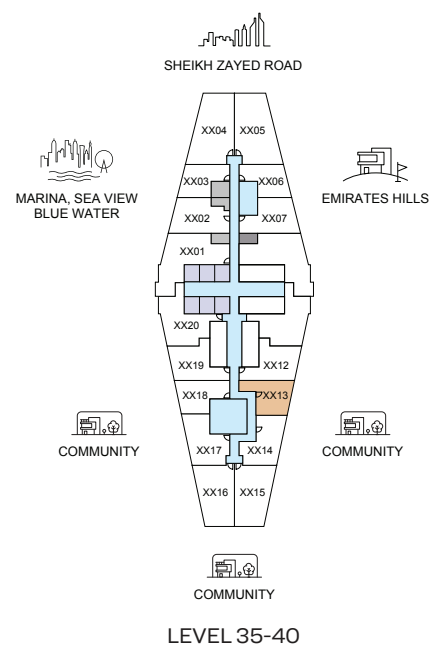 SHEIKH ZAYED ROAD
XX04 XX05
MARINA, SEA VIEW
BLUE WATER
EMIRATES HILLS
XX03 XX06
XX02 XX07
XX01
XX20
XX19 XX12
XX18 XX13
COMMUNITY
COMMUNITY
XX17 XX14
XX16 XX15
COMMUNITY
LEVEL 35-40